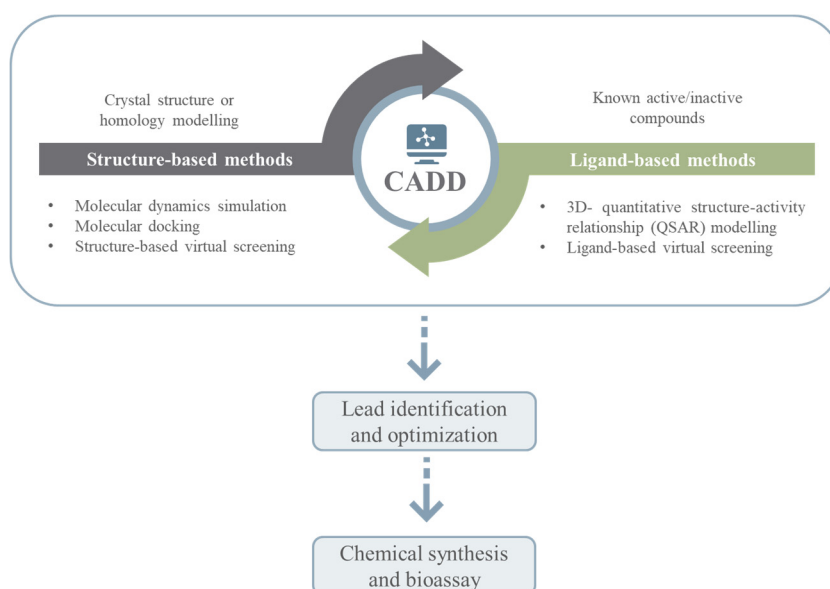 Crystal structure or
homology modelling
Structure-based methods
• Molecular dynamics simulation
• Molecular docking
• Structure-based virtual screening
CADD
Known active/inactive
compounds
Ligand-based methods
• 3D- quantitative structure-activity
relationship (QSAR) modelling
• Ligand-based virtual screening
Lead identification
and optimization
Chemical synthesis
and bioassay